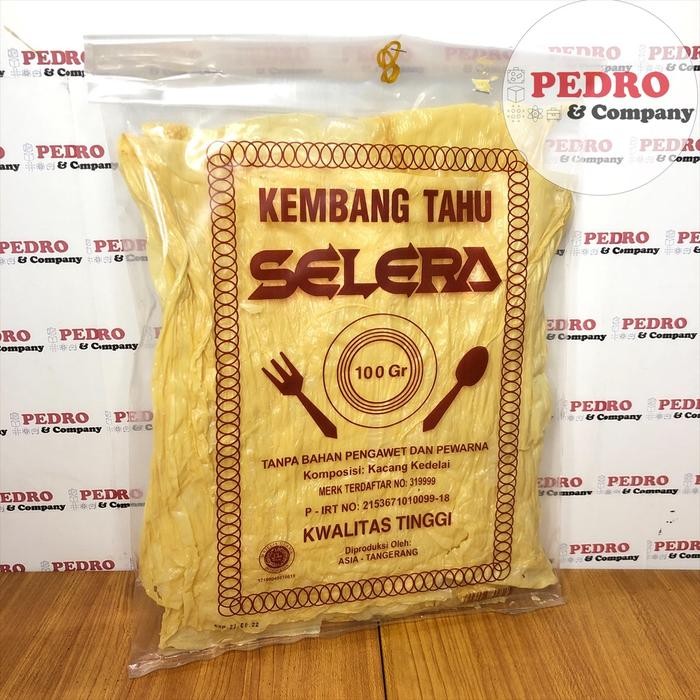 PEDRO
& Company
KEMBANG TAHU
SELERA
100 Gr
TANPA BAHAN PENGAWET DAN PEWARNA
Komposisi: Kacang Kedelai
MERK TERDAFTAR NO: 319999
P - IRT NO: 2153671010099-18
KWALITAS TINGGI
Diproduksi Oleh:
ASIA - TANGERANG